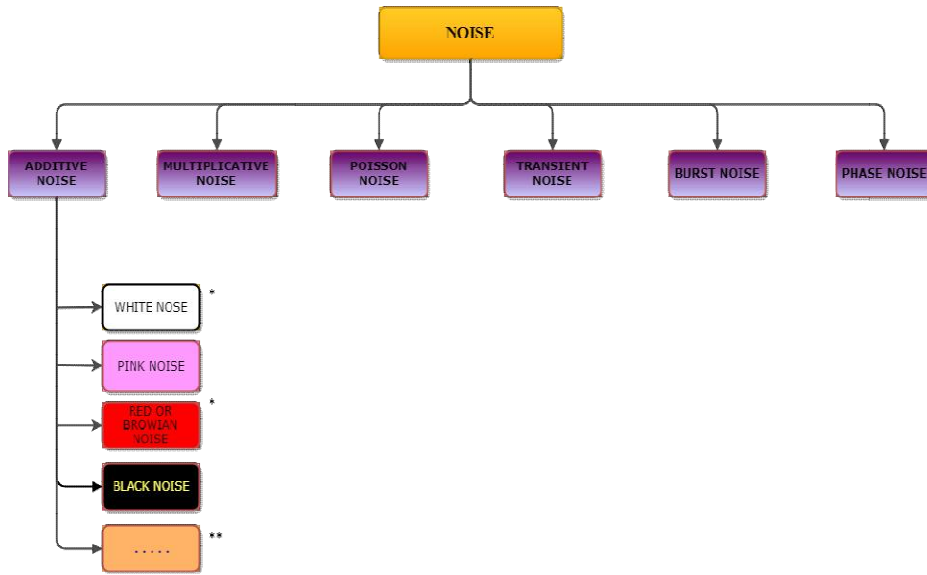 NOISE
ADDITIVE
NOISE
MULTIPLICATIVE
NOISE
POISSON
NOISE
TRANSIENT
NOISE
BURST NOISE
PHASE NOISE
WHITE NOSE *
PINK NOISE
RED OR *
BROWIAN
NOISE
BLACK NOISE
. . . . . **